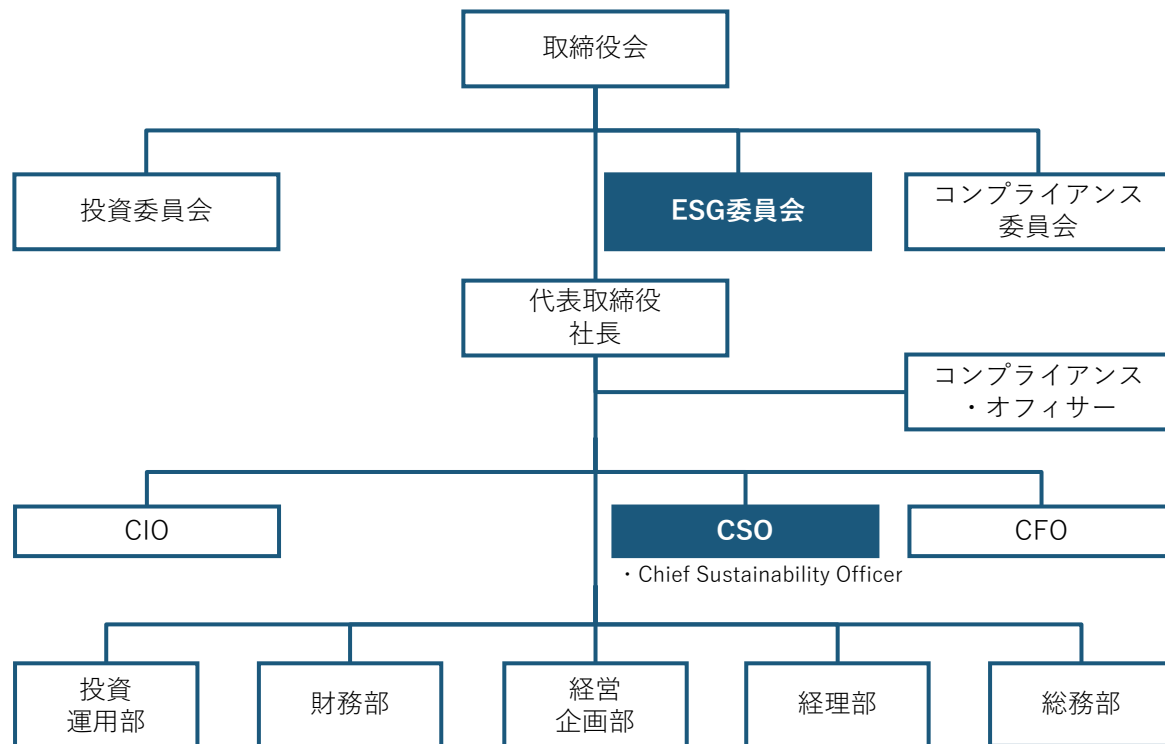 取締役会
投資委員会
ESG委員会
コンプライアンス
委員会
代表取締役
社長
コンプライアンス
・オフィサー
CIO
CSO
CFO
・Chief Sustainability Officer
投資
運用部
財務部
経営
企画部
経理部
総務部